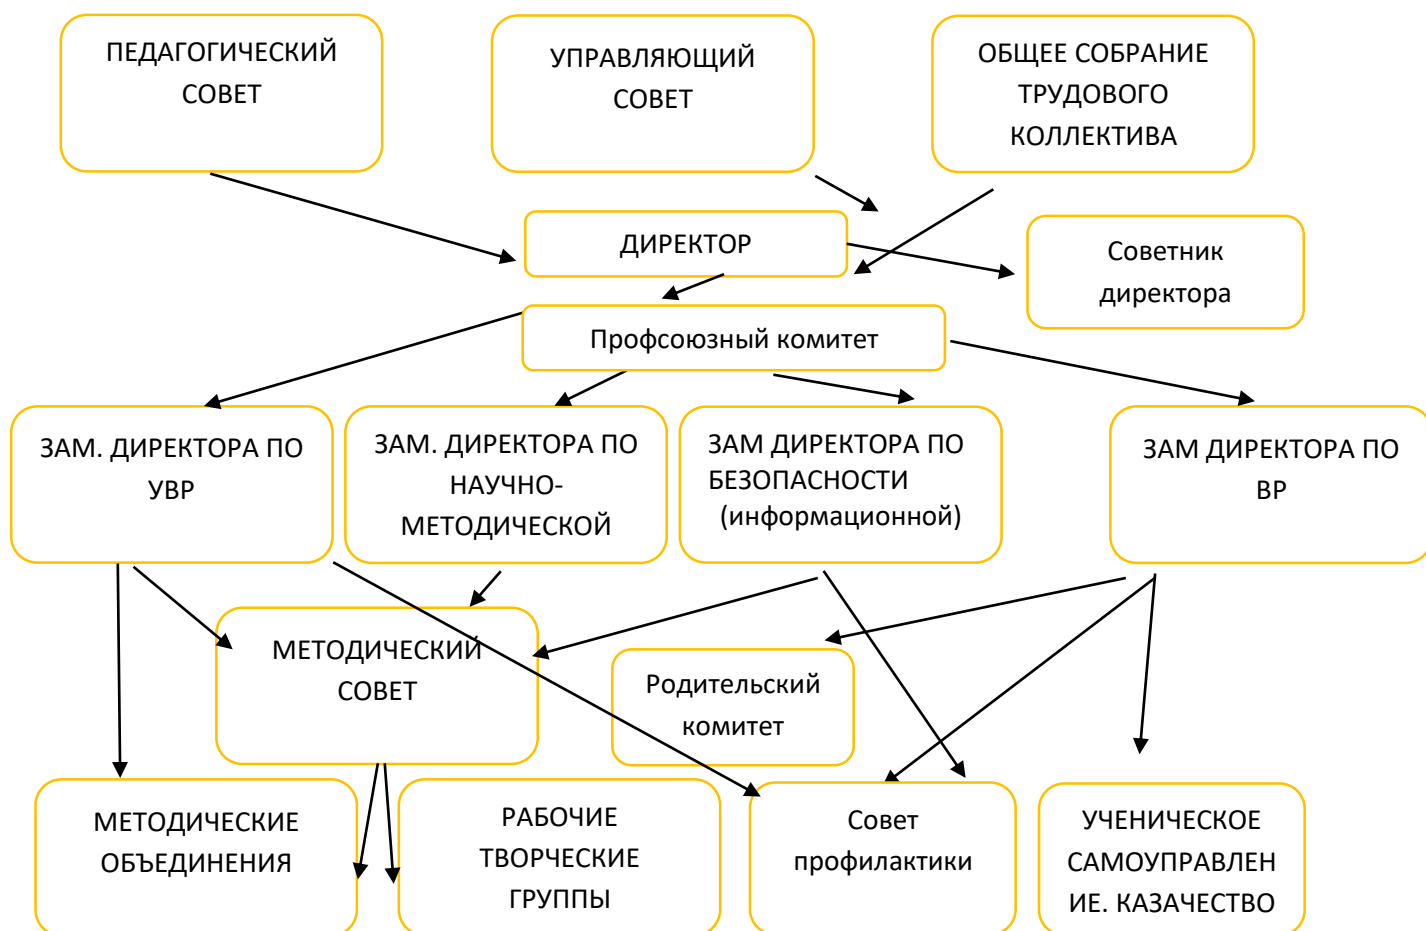 ПЕДАГОГИЧЕСКИЙ
СОВЕТ
УПРАВЛЯЮЩИЙ
СОВЕТ
ОБЩЕЕ СОБРАНИЕ
ТРУДОВОГО
КОЛЛЕКТИВА
ДИРЕКТОР
Советник
директора
Профсоюзный комитет
ЗАМ. ДИРЕКТОРА ПО
УВР
ЗАМ. ДИРЕКТОРА ПО
НАУЧНО-
МЕТОДИЧЕСКОЙ
ЗАМ ДИРЕКТОРА ПО
БЕЗОПАСНОСТИ
(информационной)
ЗАМ ДИРЕКТОРА ПО
ВР
МЕТОДИЧЕСКИЙ
СОВЕТ
Родительский
комитет
МЕТОДИЧЕСКИЕ
ОБЪЕДИНЕНИЯ
РАБОЧИЕ
ТВОРЧЕСКИЕ
ГРУППЫ
Совет
профилактики
УЧЕНИЧЕСКОЕ
САМОУПРАВЛЕН
ИЕ. КАЗАЧЕСТВО